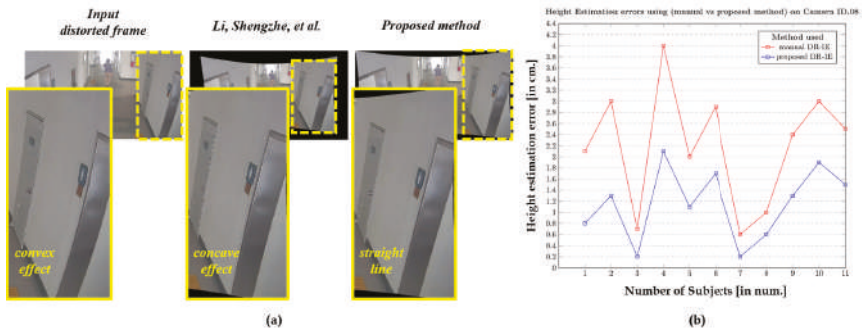 Input
distorted frame
Li, Shengzhe, et al.
Proposed method
convex
effect
concave
effect
straight
line
(a)
Height Estimation errors using (manual vs proposed method) on Camera ID.08
Method used
manual DR-IE
proposed DR-IE
Height estimation error [in cm.]
4.4
4.2
4
3.8
3.6
3.4
3.2
3
2.8
2.6
2.4
2.2
2
1.8
1.6
1.4
1.2
1
0.8
0.6
0.4
0.2
0
1 2 3 4 5 6 7 8 9 10 11
Number of Subjects [in num.]
(b)